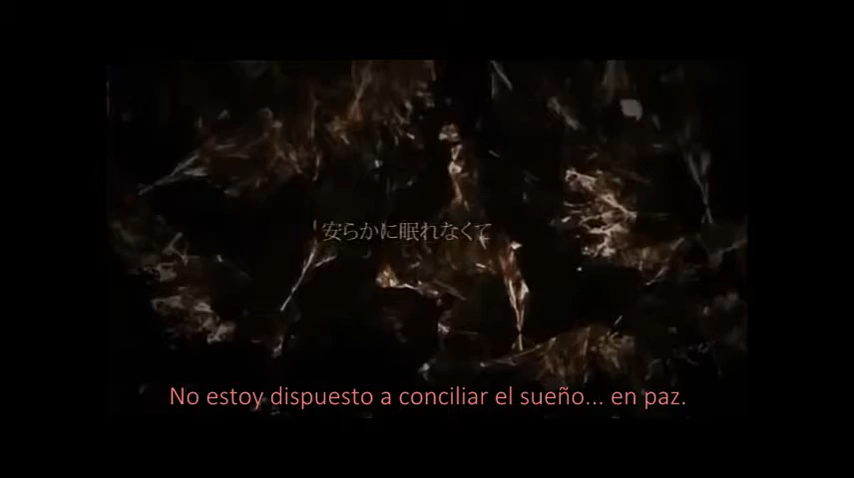 安らかに眠れなくて
No estoy dispuesto a conciliar el sueño... en paz.